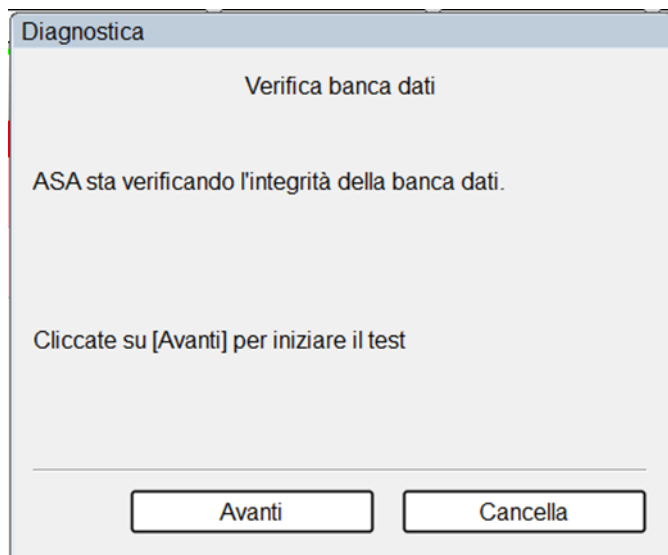 Diagnostica
Verifica banca dati
ASA sta verificando l'integrità della banca dati.
Cliccate su [Avanti] per iniziare il test
Avanti
Cancella